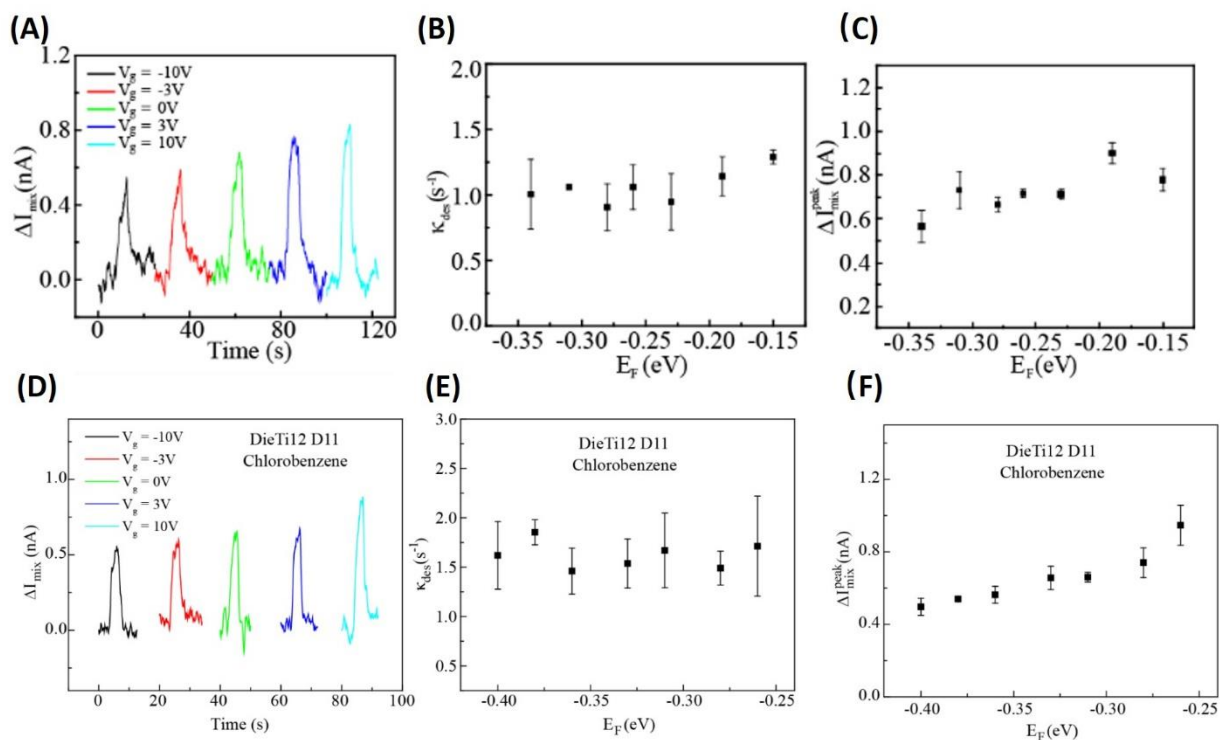 (A)
1.2
0.8
0.4
0.0
ΔI_mix (nA)
V_g = -10V
V_g = -3V
V_g = 0V
V_g = 3V
V_g = 10V
0 40 80 120
Time (s)
(B)
2.0
1.5
1.0
0.5
0.0
κ_des(s⁻¹)
-0.35 -0.30 -0.25 -0.20 -0.15
E_F (eV)
(C)
1.2
1.0
0.8
0.6
0.4
0.2
ΔI_mix^peak(nA)
-0.35 -0.30 -0.25 -0.20 -0.15
E_F (eV)
(D)
1.0
0.5
0.0
ΔI_mix (nA)
V_g = -10V
V_g = -3V
V_g = 0V
V_g = 3V
V_g = 10V
DieTi12 D11
Chlorobenzene
0 20 40 60 80 100
Time (s)
(E)
3.0
2.5
2.0
1.5
1.0
0.5
κ_des(s⁻¹)
DieTi12 D11
Chlorobenzene
-0.40 -0.35 -0.30 -0.25
E_F (eV)
(F)
1.2
0.8
0.4
0.0
ΔI_mix^peak(nA)
DieTi12 D11
Chlorobenzene
-0.40 -0.35 -0.30 -0.25
E_F (eV)